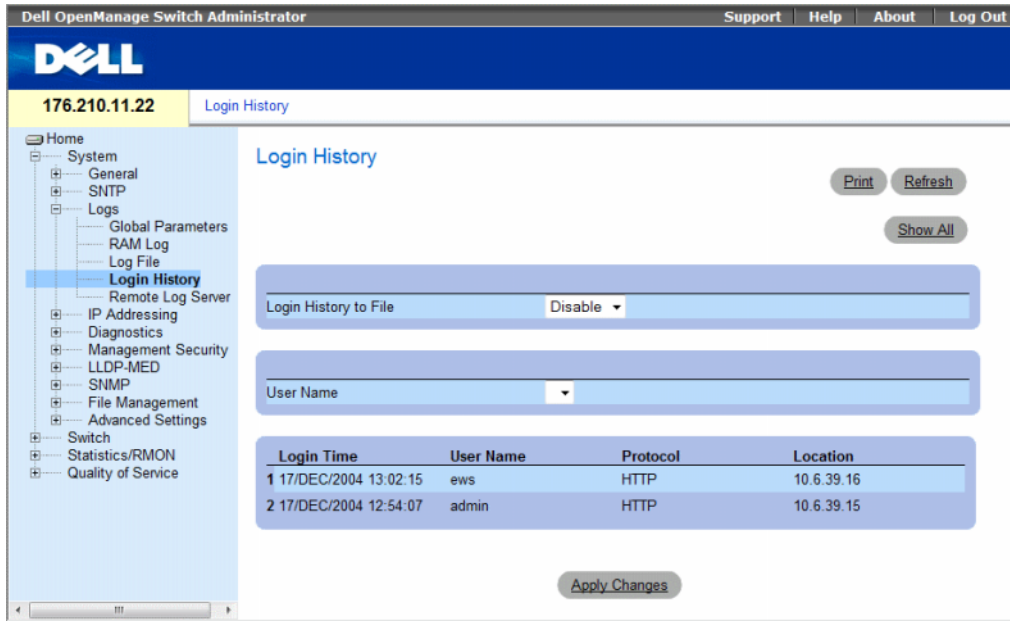 Dell OpenManage Switch Administrator
Support Help About Log Out
DELL
176.210.11.22
Login History
Home
System
General
SNTP
Logs
Global Parameters
RAM Log
Log File
Login History
Remote Log Server
IP Addressing
Diagnostics
Management Security
LLDP-MED
SNMP
File Management
Advanced Settings
Switch
Statistics/RMON
Quality of Service
Login History
Print Refresh
Show All
Login History to File Disable
User Name
Login Time User Name Protocol Location
1 17/DEC/2004 13:02:15 ews HTTP 10.6.39.16
2 17/DEC/2004 12:54:07 admin HTTP 10.6.39.15
Apply Changes